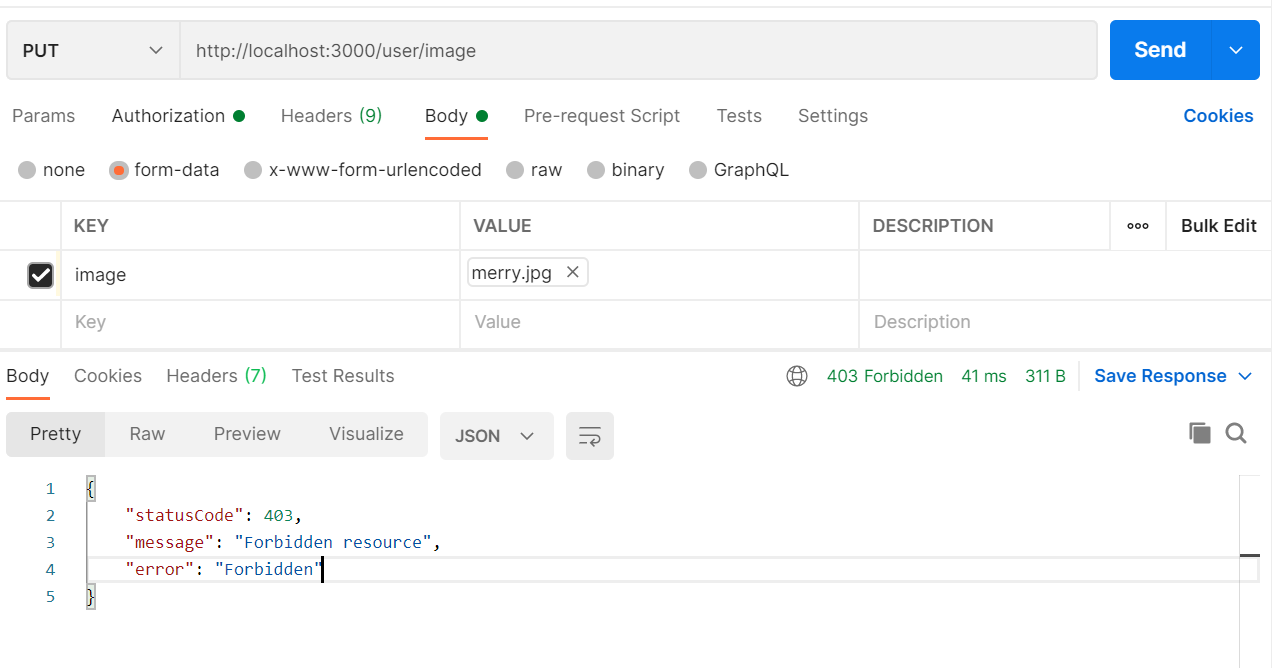 PUT http://localhost:3000/user/image Send
Params Authorization Headers (9) Body Pre-request Script Tests Settings Cookies
none form-data x-www-form-urlencoded raw binary GraphQL
KEY VALUE DESCRIPTION ooo Bulk Edit
image merry.jpg
Key Value Description
Body Cookies Headers (7) Test Results 403 Forbidden 41 ms 311 B Save Response
Pretty Raw Preview Visualize JSON
1 {
2 "statusCode": 403,
3 "message": "Forbidden resource",
4 "error": "Forbidden"
5 }